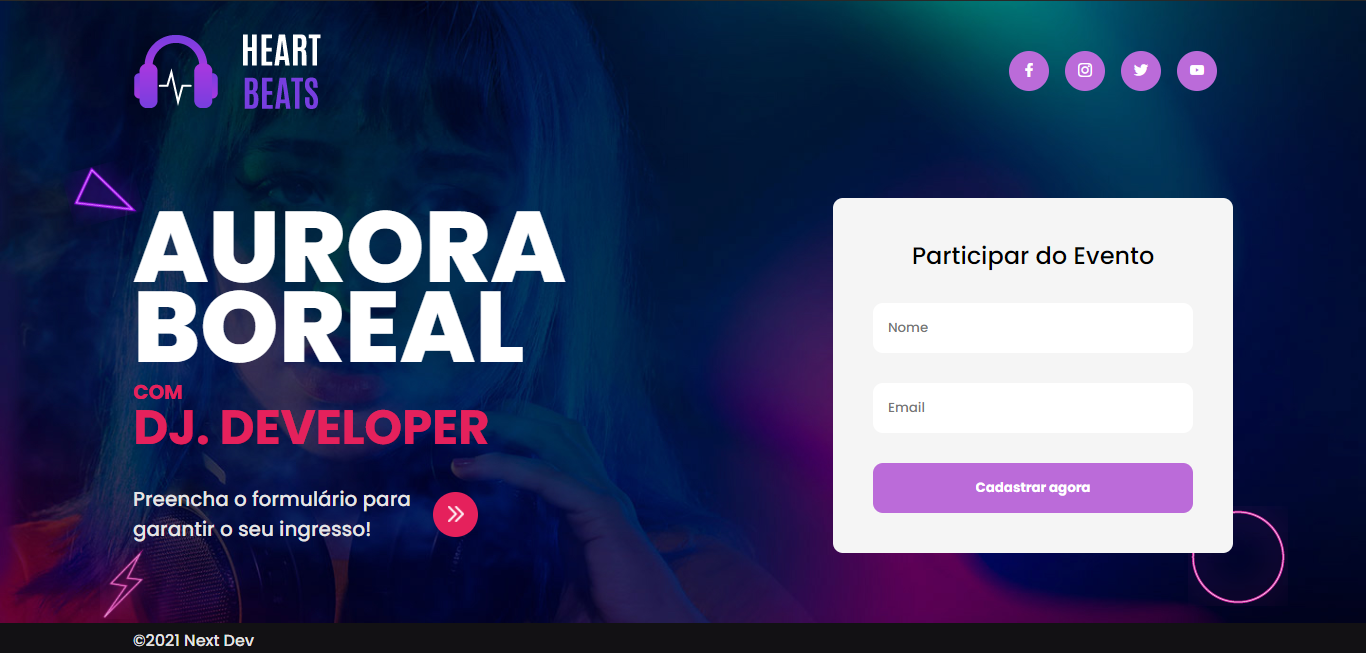 HEART
BEATS
AURORA
BOREAL
COM
DJ. DEVELOPER
Preencha o formulário para
garantir o seu ingresso!
Participar do Evento
Nome
Email
Cadastrar agora
©2021 Next Dev